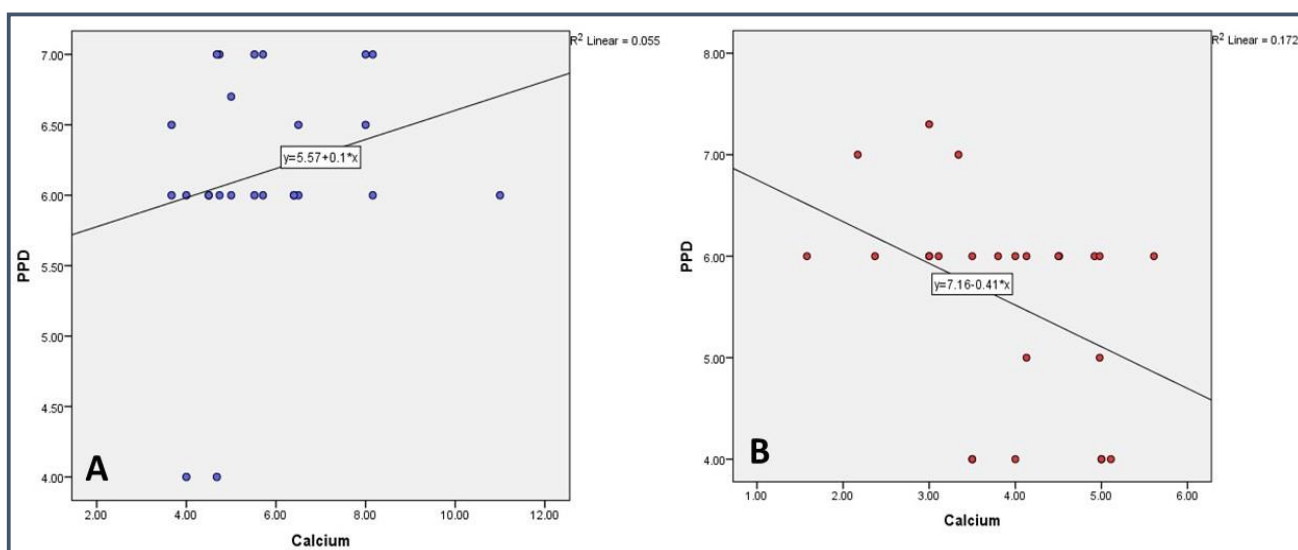 R² Linear = 0.055
7.00
6.50
6.00
5.50
5.00
4.50
4.00
PPD
y=5.57+0.1*x
A
2.00 4.00 6.00 8.00 10.00 12.00
Calcium
R² Linear = 0.172
8.00
7.00
6.00
5.00
4.00
PPD
y=7.16-0.41*x
B
1.00 2.00 3.00 4.00 5.00 6.00
Calcium